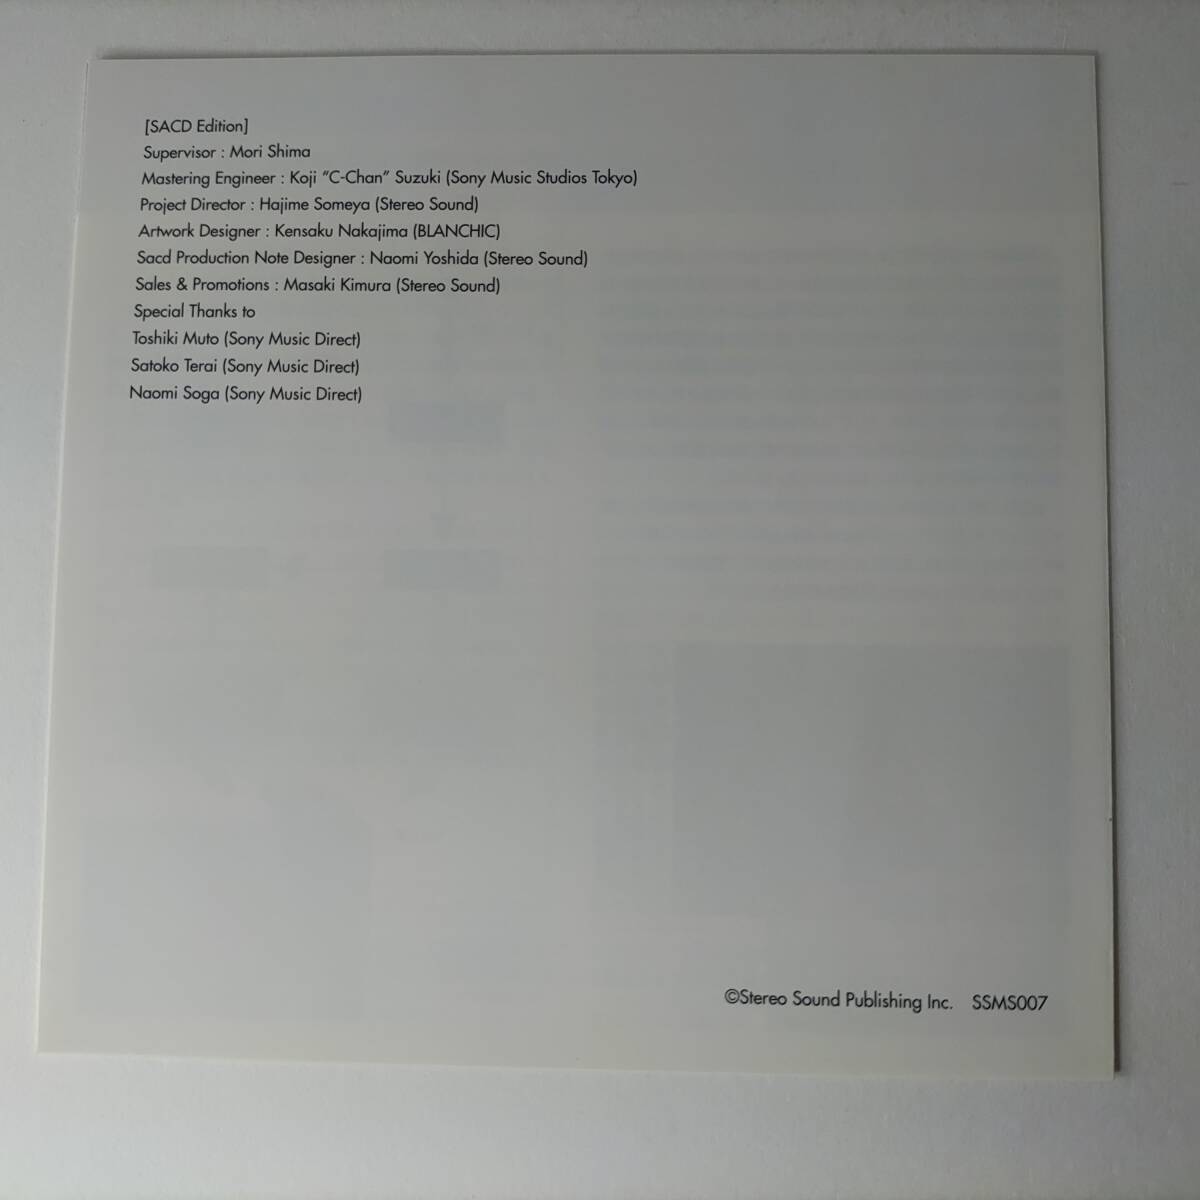 [SACD Edition]
Supervisor : Mori Shima
Mastering Engineer : Koji "C-Chan" Suzuki (Sony Music Studios Tokyo)
Project Director : Hajime Someya (Stereo Sound)
Artwork Designer : Kensaku Nakajima (BLANCHIC)
Sacd Production Note Designer : Naomi Yoshida (Stereo Sound)
Sales & Promotions : Masaki Kimura (Stereo Sound)
Special Thanks to
Toshiki Muto (Sony Music Direct)
Satoko Terai (Sony Music Direct)
Naomi Soga (Sony Music Direct)
©Stereo Sound Publishing Inc. SSMS007